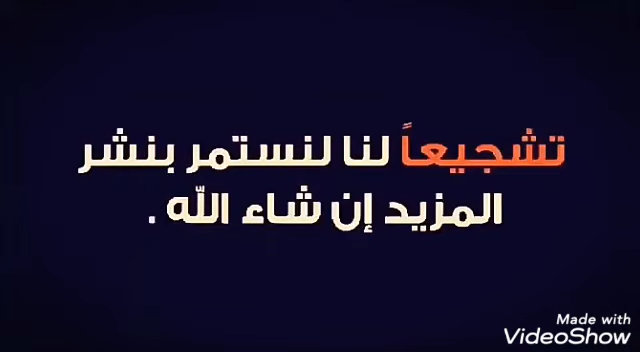 تشجيعاً لنا لنستمر بنشر
المزيد إن شاء الله .
Made with
VideoShow